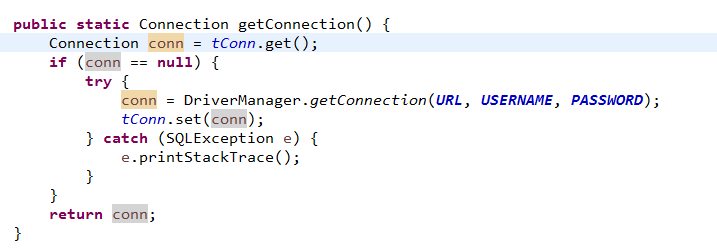 public static Connection getConnection() {
    Connection conn = tConn.get();
    if (conn == null) {
        try {
            conn = DriverManager.getConnection(URL, USERNAME, PASSWORD);
            tConn.set(conn);
        } catch (SQLException e) {
            e.printStackTrace();
        }
    }
    return conn;
}